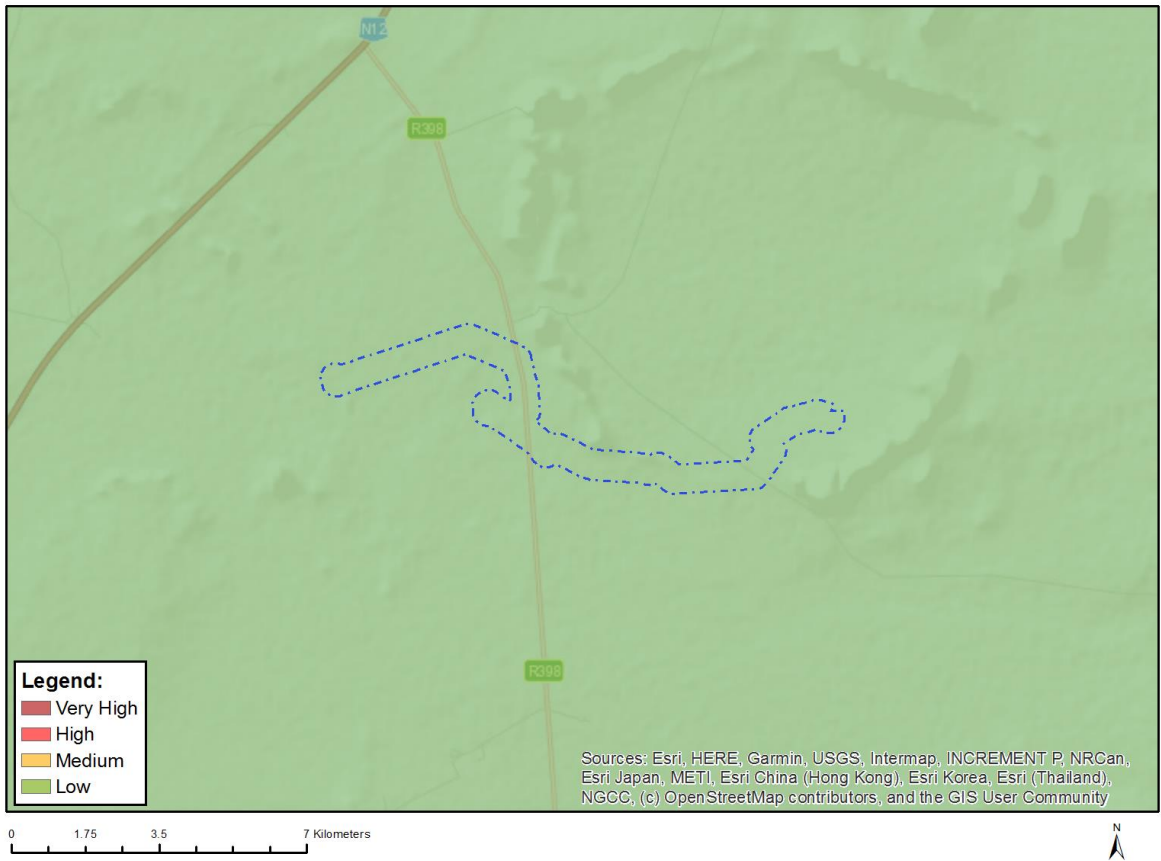 N12
R398
R398
Legend:
Very High
High
Medium
Low
Sources: Esri, HERE, Garmin, USGS, Intermap, INCREMENT P, NRCan,
Esri Japan, METI, Esri China (Hong Kong), Esri Korea, Esri (Thailand),
NGCC, (c) OpenStreetMap contributors, and the GIS User Community
0 1.75 3.5 7 Kilometers
N